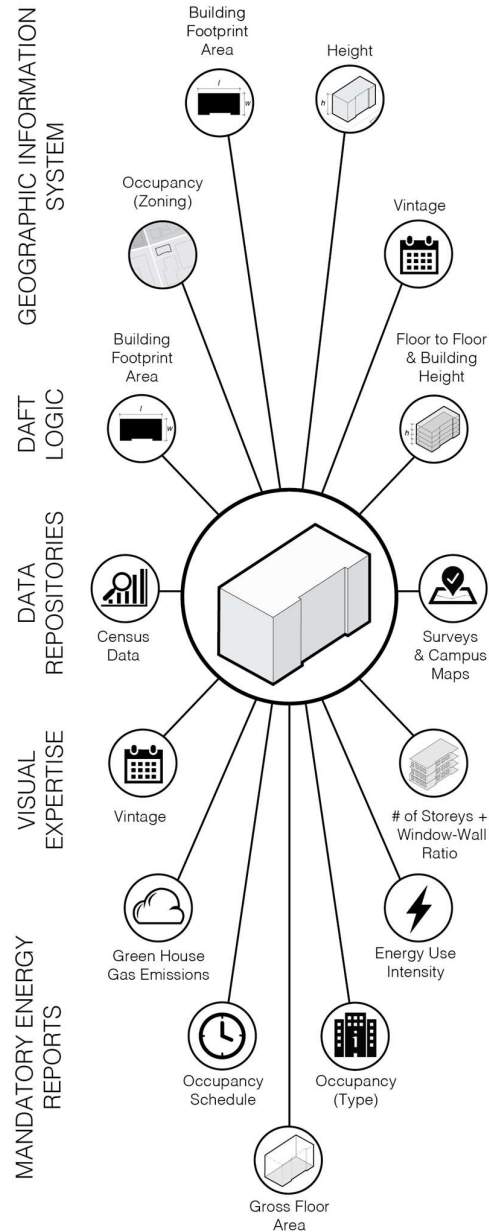 GEOGRAPHIC INFORMATION
SYSTEM
Building
Footprint
Area
l
w
Height
h
Occupancy
(Zoning)
Vintage
DAFT
LOGIC
Building
Footprint
Area
l
w
Floor to Floor
& Building
Height
h
DATA
REPOSITORIES
Census
Data
Surveys
& Campus
Maps
VISUAL
EXPERTISE
Vintage
# of Storeys +
Window-Wall
Ratio
MANDATORY ENERGY
REPORTS
Green House
Gas Emissions
Energy Use
Intensity
Occupancy
Schedule
i
Occupancy
(Type)
Gross Floor
Area